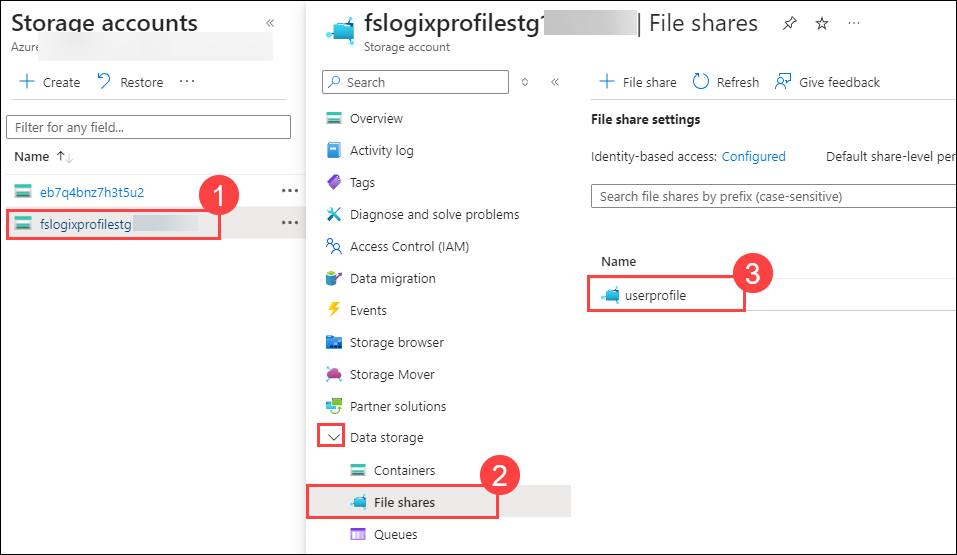 Storage accounts
«
Azure
Create
Restore
...
Filter for any field...
Name ↑↓
eb7q4bnz7h3t5u2
...
1
fslogixprofilestg
...
fslogixprofilestg
| File shares
...
Storage account
Search
«
Overview
Activity log
Tags
Diagnose and solve problems
Access Control (IAM)
Data migration
Events
Storage browser
Storage Mover
Partner solutions
Data storage
Containers
2
File shares
Queues
+ File share
Refresh
Give feedback
File share settings
Identity-based access: Configured
Default share-level per
Search file shares by prefix (case-sensitive)
Name
3
userprofile